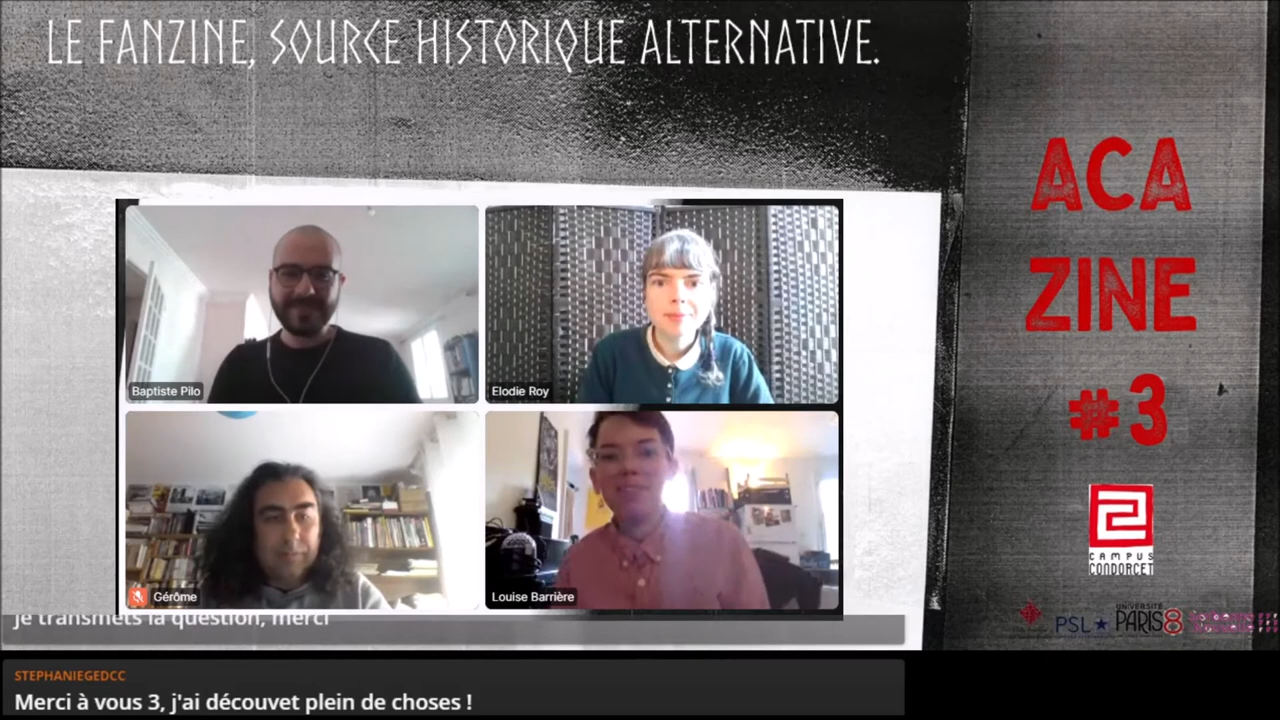 LE FANZINE, SOURCE HISTORIQUE ALTERNATIVE.
ACA
ZINE
#3
Baptiste Pilo
Elodie Roy
Gérôme
Louise Barrière
CAMPUS
CONDORCET
PSL
UNIVERSITÉ
PARIS8
je transmets la question, merci
STEPHANIEGEDCC
Merci à vous 3, j'ai découvet plein de choses !